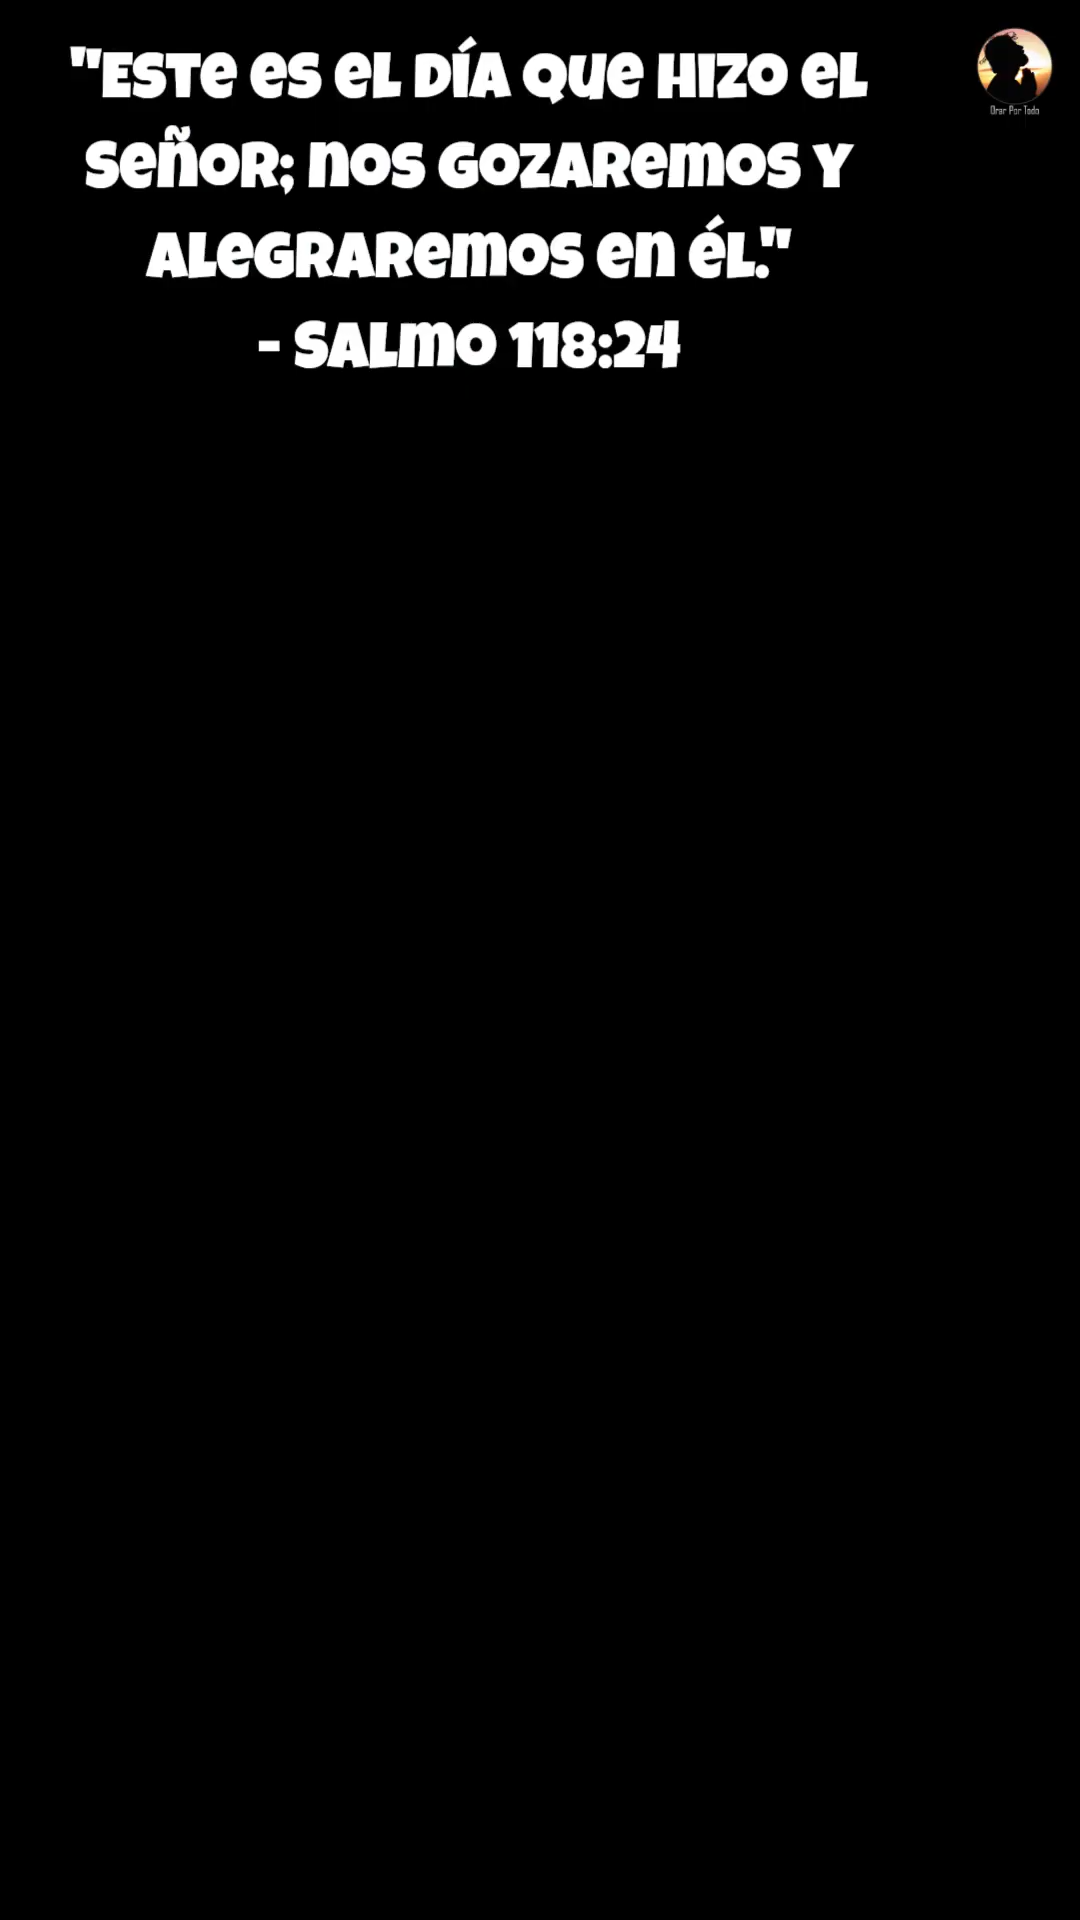 "Este es el día que hizo el
Señor; nos gozaremos y
alegraremos en él."
- Salmo 118:24
Orar Por Todo